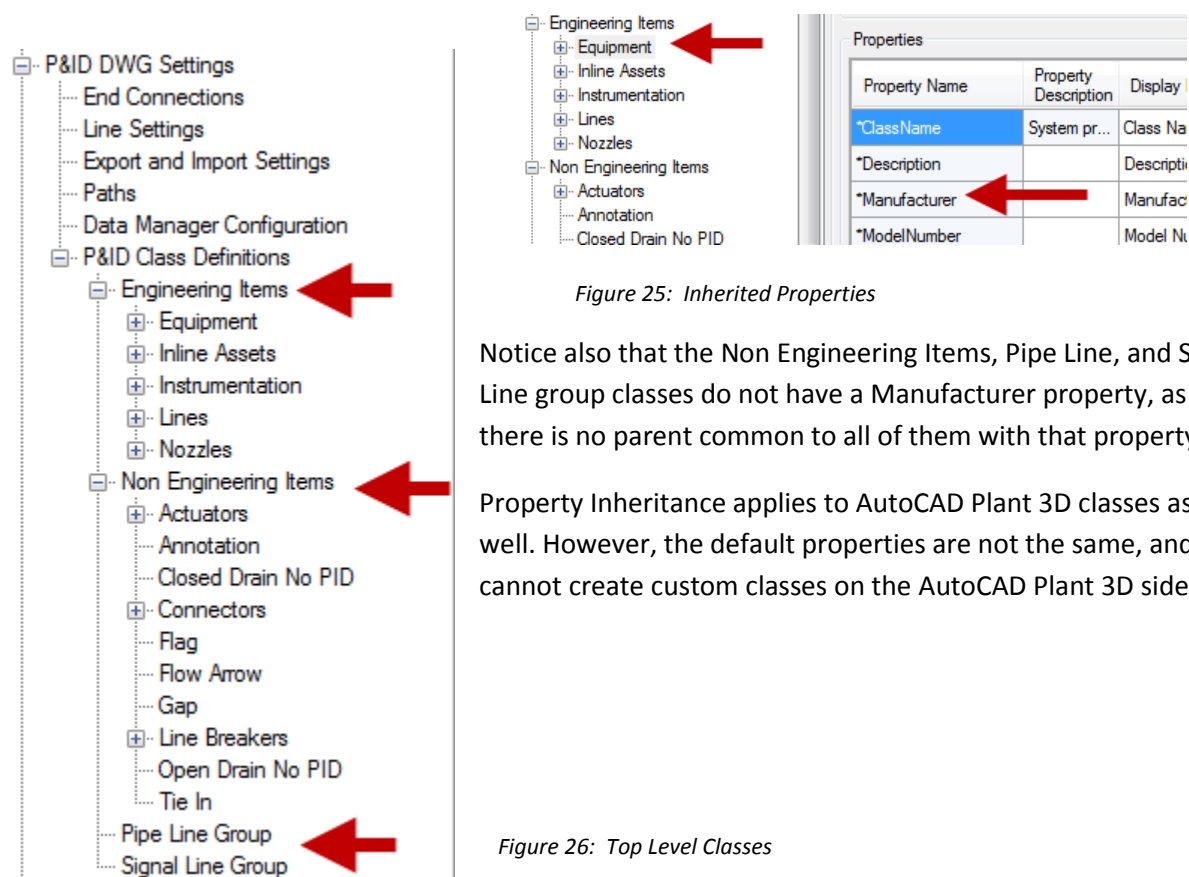 P&ID DWG Settings
End Connections
Line Settings
Export and Import Settings
Paths
Data Manager Configuration
P&ID Class Definitions
Engineering Items
Equipment
Inline Assets
Instrumentation
Lines
Nozzles
Non Engineering Items
Actuators
Annotation
Closed Drain No PID
Connectors
Flag
Flow Arrow
Gap
Line Breakers
Open Drain No PID
Tie In
Pipe Line Group
Signal Line Group
Engineering Items
Equipment
Inline Assets
Instrumentation
Lines
Nozzles
Non Engineering Items
Actuators
Annotation
Closed Drain No PID
Properties
Property Name Property Description Display
*ClassName System pr... Class Na
*Description Descripti
*Manufacturer Manufact
*ModelNumber Model Nu
Figure 25: Inherited Properties
Notice also that the Non Engineering Items, Pipe Line, and S
Line group classes do not have a Manufacturer property, as
there is no parent common to all of them with that property
Property Inheritance applies to AutoCAD Plant 3D classes as
well. However, the default properties are not the same, and
cannot create custom classes on the AutoCAD Plant 3D side
Figure 26: Top Level Classes